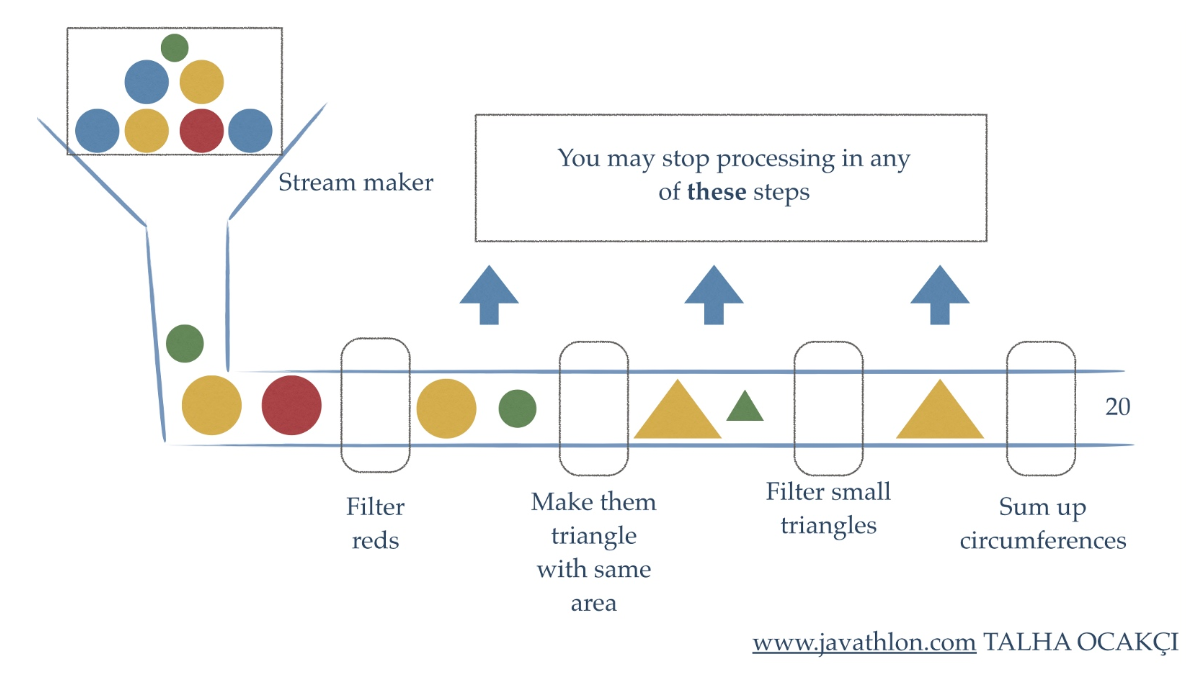 Stream maker
You may stop processing in any
of these steps
20
Filter
reds
Make them
triangle
with same
area
Filter small
triangles
Sum up
circumferences
www.javathlon.com TALHA OCAKÇI